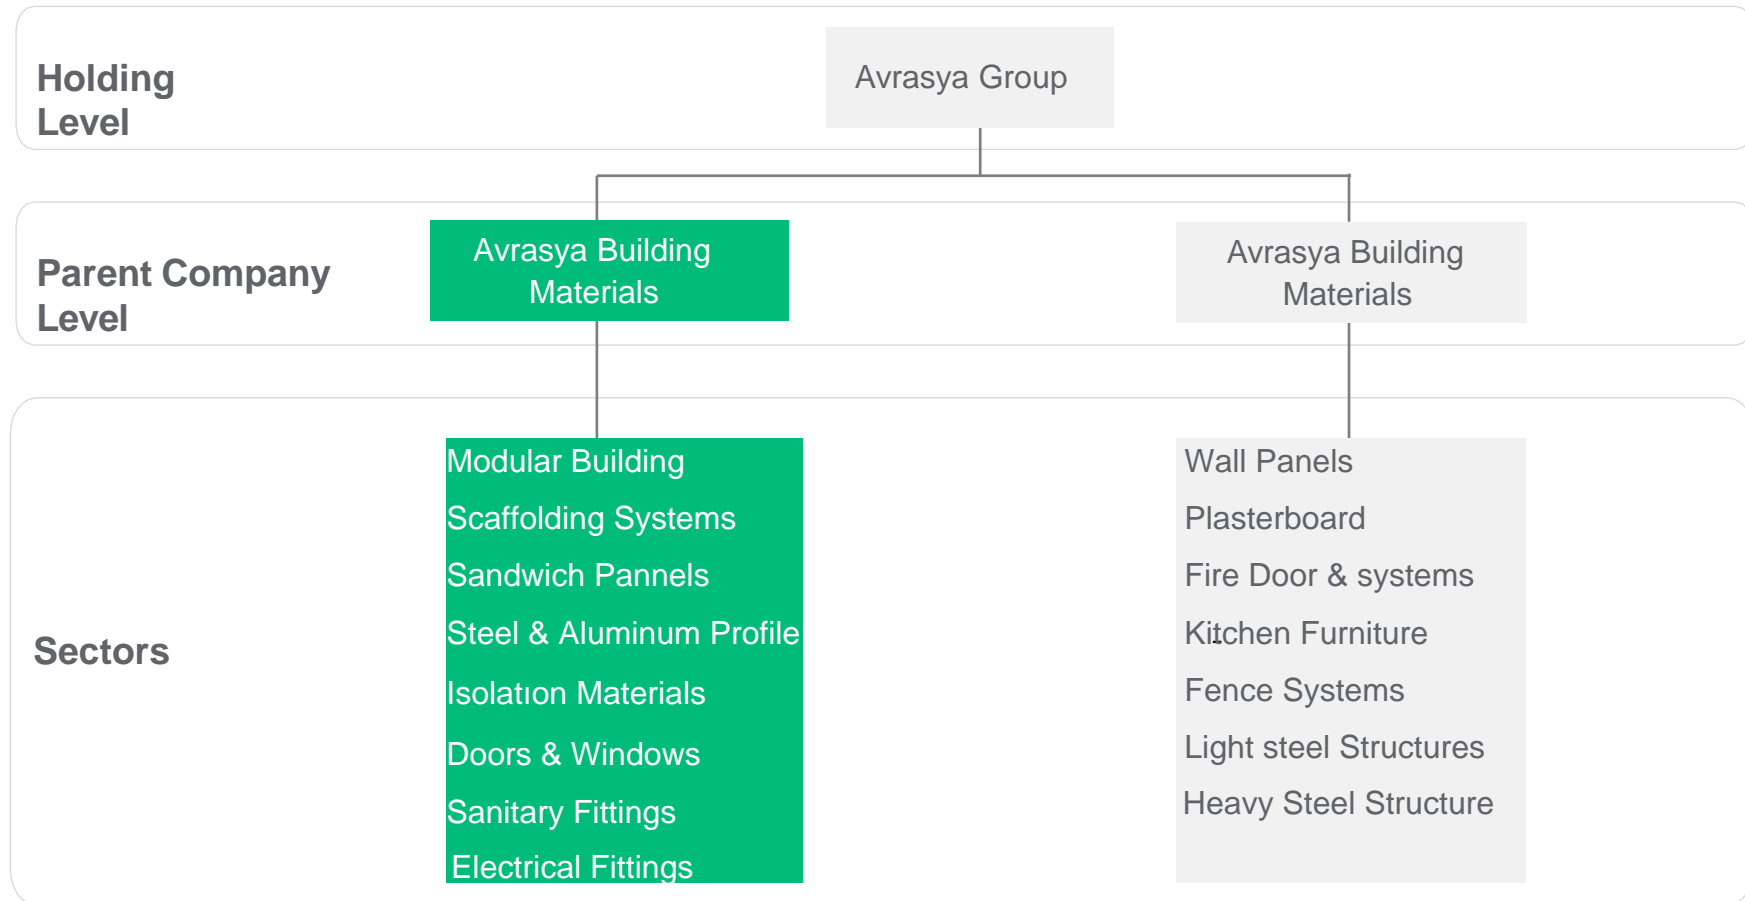 Holding
Level
Avrasya Group
Parent Company
Level
Avrasya Building
Materials
Avrasya Building
Materials
Sectors
Modular Building
Scaffolding Systems
Sandwich Pannels
Steel & Aluminum Profile
Isolatıon Materials
Doors & Windows
Sanitary Fittings
Electrical Fittings
Wall Panels
Plasterboard
Fire Door & systems
Kitchen Furniture
Fence Systems
Light steel Structures
Heavy Steel Structure